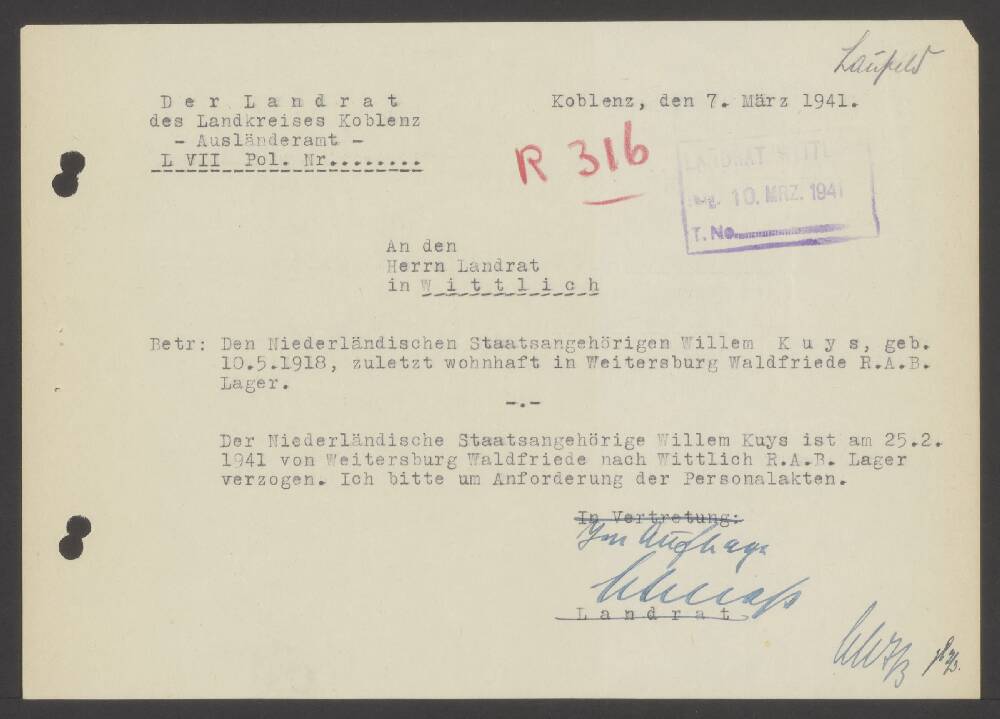 Laufeld
Der Landrat
des Landkreises Koblenz
- Ausländeramt -
L VII Pol. Nr........
Koblenz, den 7. März 1941.
R 316
LANDRAT WITTL
10. MRZ. 1941
T. No.
An den
Herrn Landrat
in Wittlich
Betr: Den Niederländischen Staatsangehörigen Willem Kuys, geb.
10.5.1918, zuletzt wohnhaft in Weitersburg Waldfriede R.A.B.
Lager.
-.-
Der Niederländische Staatsangehörige Willem Kuys ist am 25.2.
1941 von Weitersburg Waldfriede nach Wittlich R.A.B. Lager
verzogen. Ich bitte um Anforderung der Personalakten.
In Vertretung:
Im Auftrage
Landrat